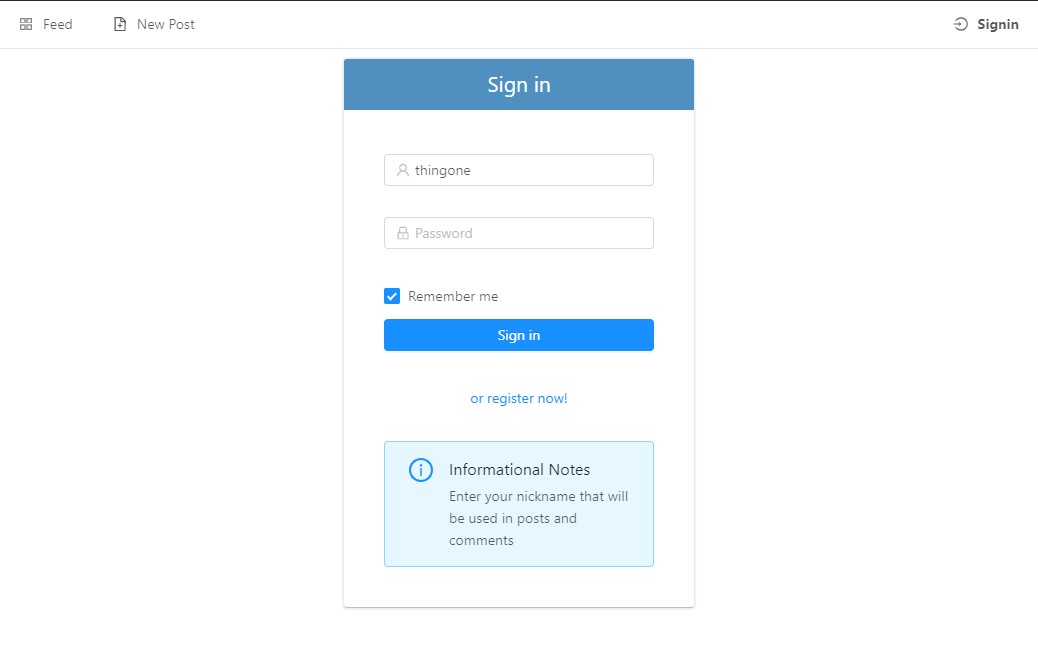 Feed
New Post
Signin
Sign in
thingone
Password
Remember me
Sign in
or register now!
Informational Notes
Enter your nickname that will
be used in posts and
comments